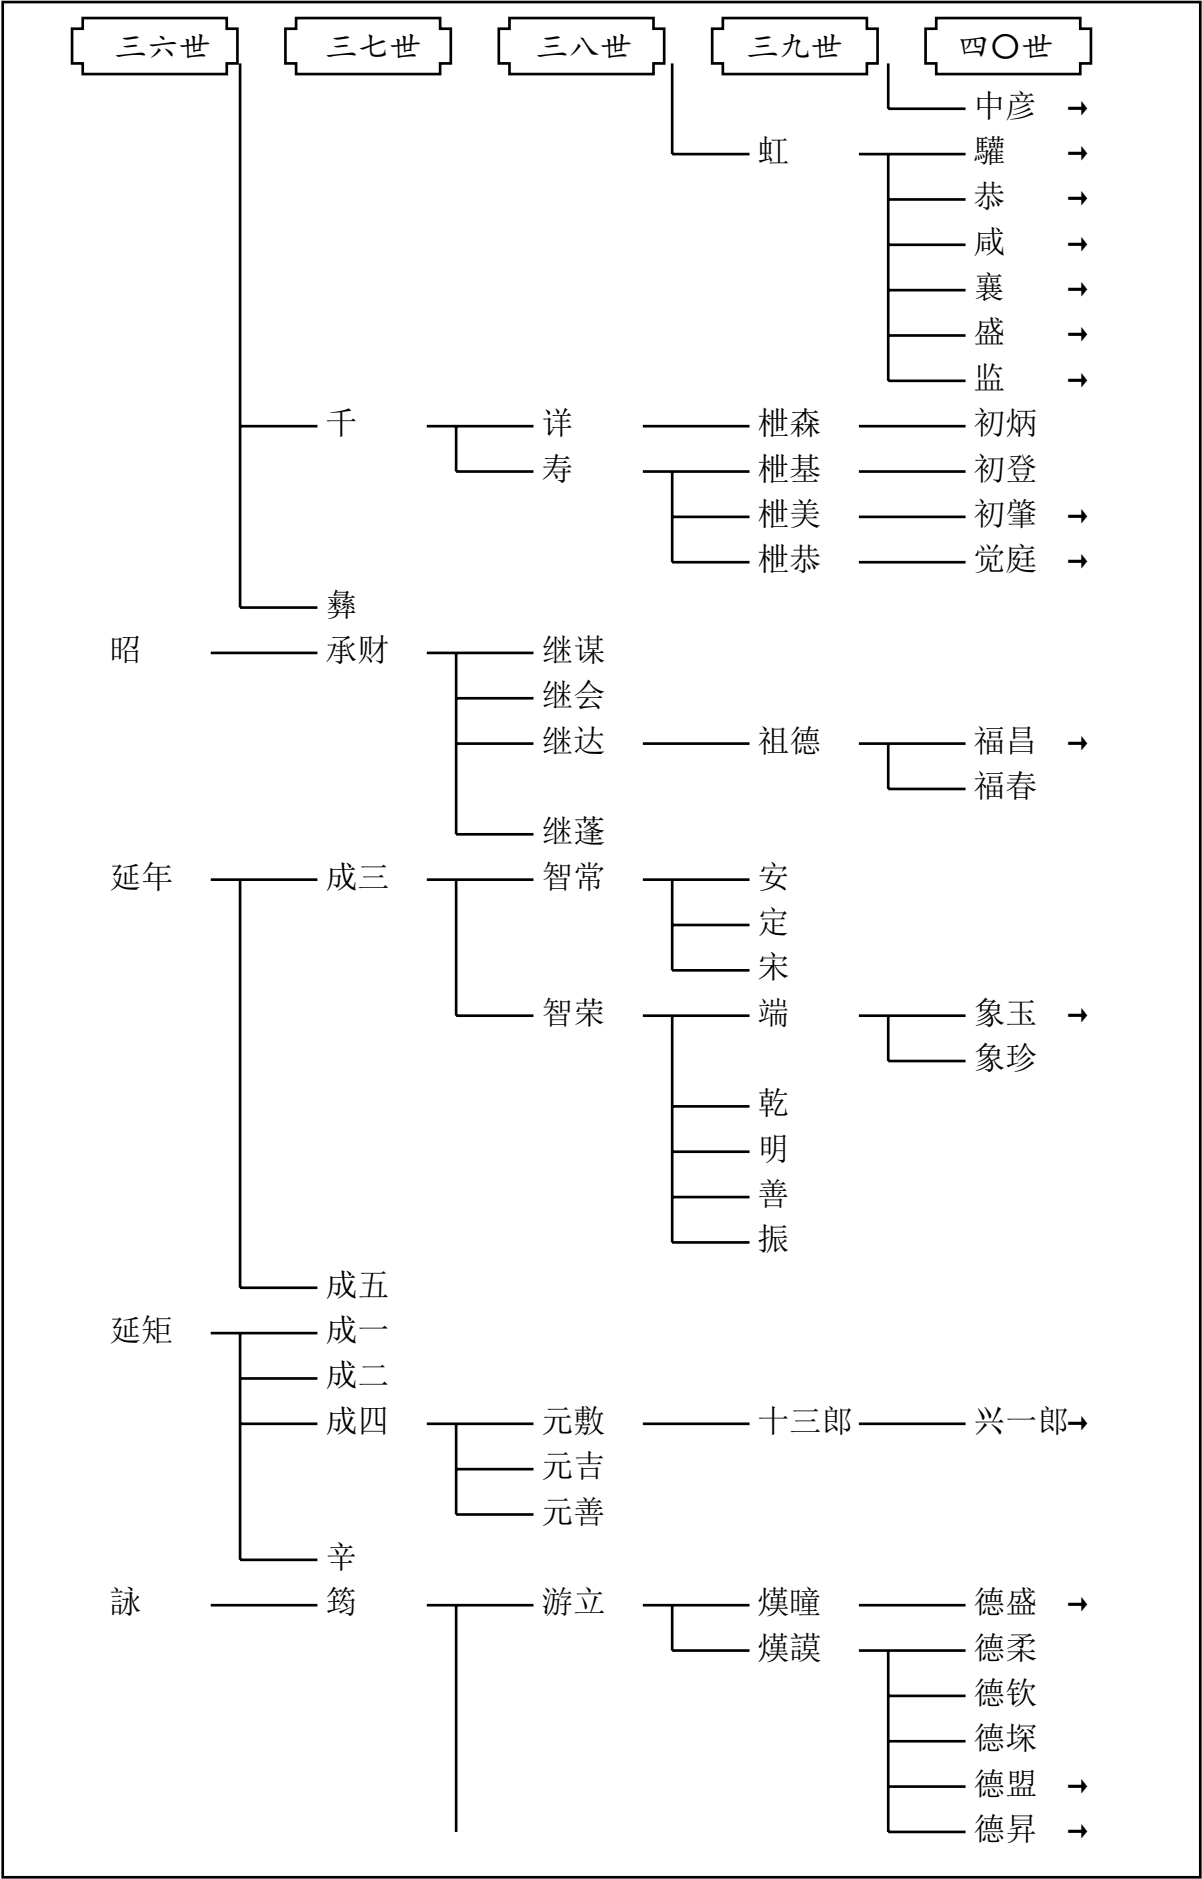 三六世 三七世 三八世 三九世 四〇世
中彦 →
虹 驩 →
恭 →
咸 →
襄 →
盛 →
监 →
千 详 枻森 初炳
寿 枻基 初登
枻美 初肇 →
枻恭 觉庭 →
彝
昭 承财 继谋
继会
继达 祖德 福昌 →
福春
继蓬
延年 成三 智常 安
定
宋
智荣 端 象玉 →
象珍
乾
明
善
振
成五
延矩 成一
成二
成四 元敷 十三郎 兴一郎→
元吉
元善
辛
詠 筠 游立 熯曈 德盛 →
熯謨 德柔
德钦
德堔
德盟 →
德昇 →